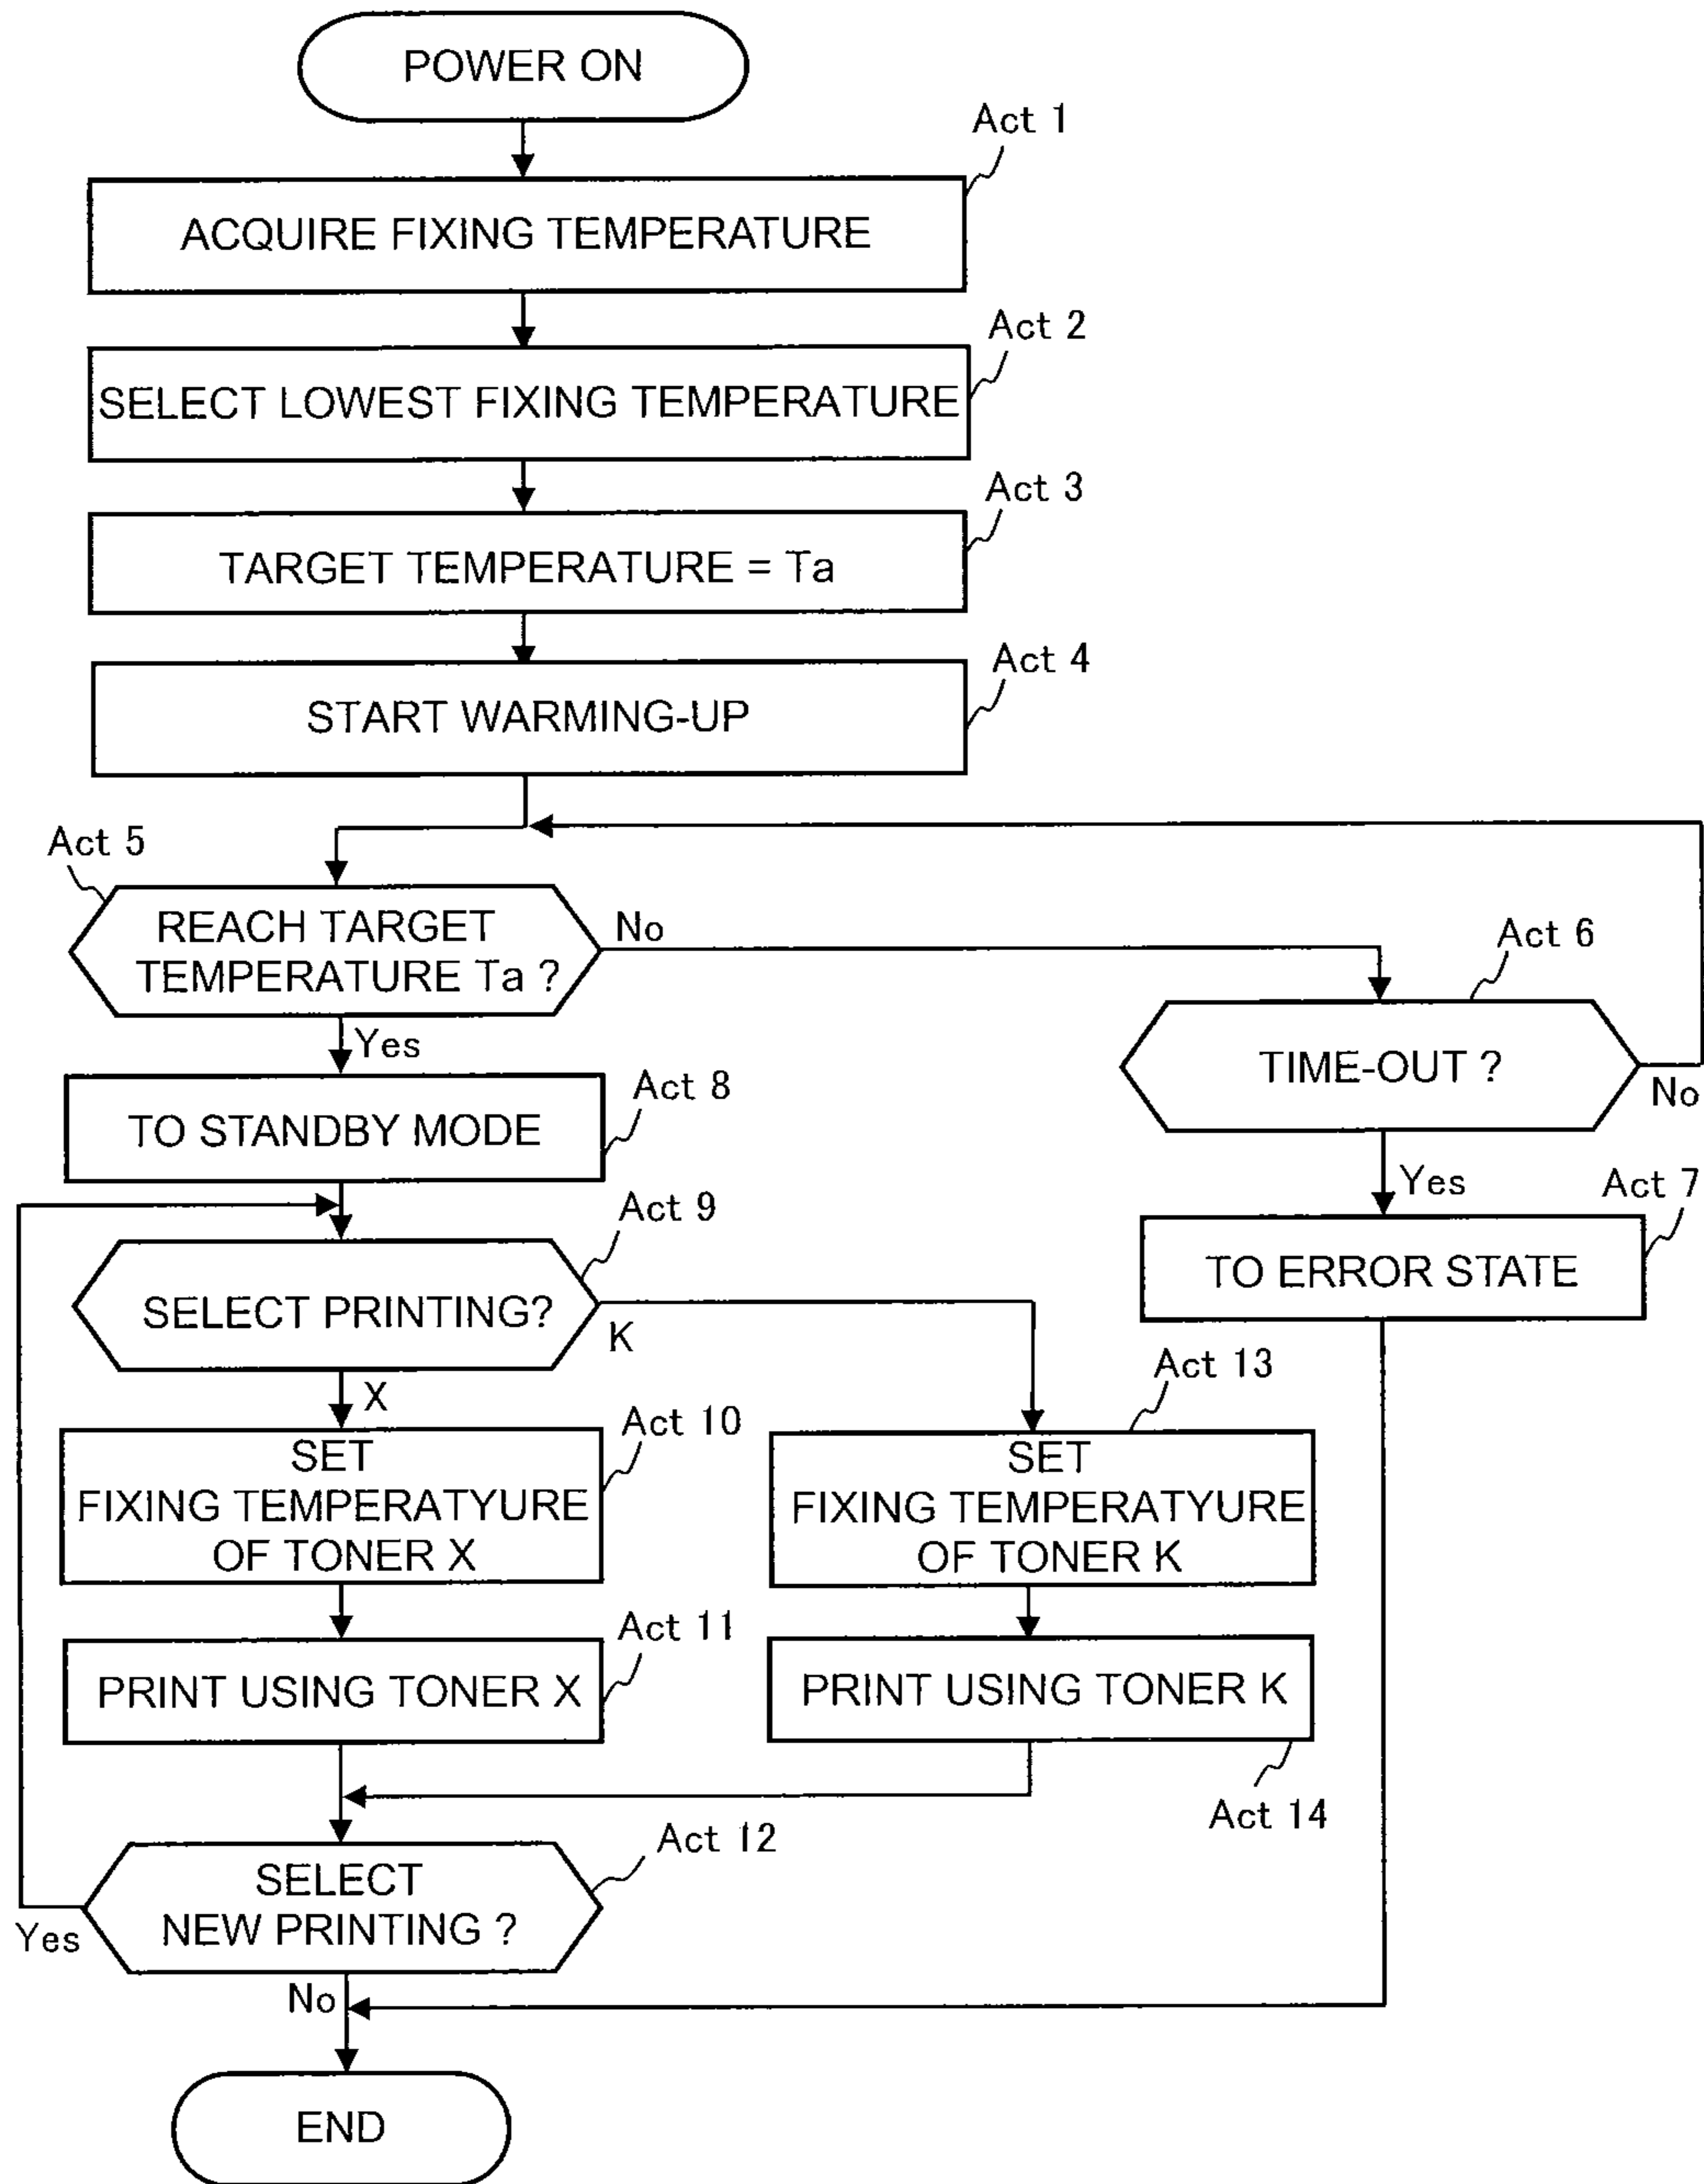 POWER ON
Act 1
ACQUIRE FIXING TEMPERATURE
Act 2
SELECT LOWEST FIXING TEMPERATURE
Act 3
TARGET TEMPERATURE = Ta
Act 4
START WARMING-UP
Act 5
REACH TARGET
TEMPERATURE Ta ?
No
Yes
Act 6
TIME-OUT ?
No
Yes
Act 7
TO ERROR STATE
Act 8
TO STANDBY MODE
Act 9
SELECT PRINTING?
K
X
Act 10
SET
FIXING TEMPERATYURE
OF TONER X
Act 13
SET
FIXING TEMPERATYURE
OF TONER K
Act 11
PRINT USING TONER X
PRINT USING TONER K
Act 14
Act 12
SELECT
NEW PRINTING ?
Yes
No
END